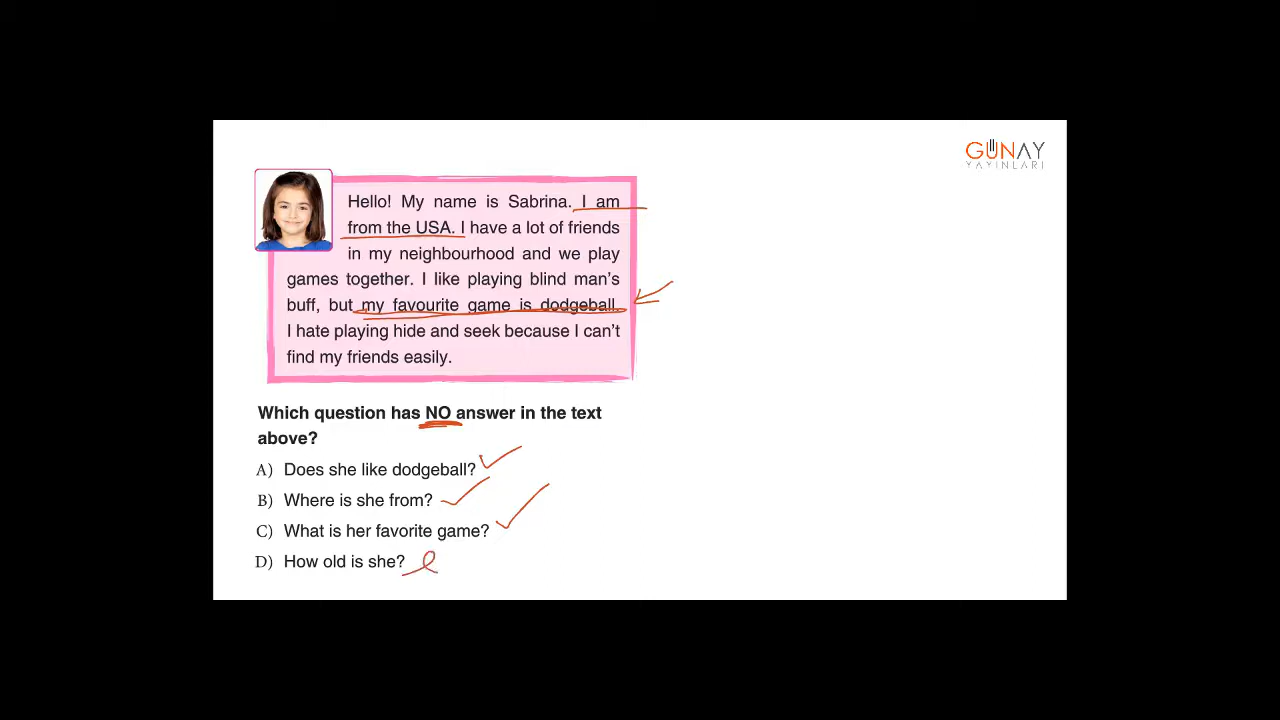 GÜNAY
YAYINLARI
Hello! My name is Sabrina. I am
from the USA. I have a lot of friends
in my neighbourhood and we play
games together. I like playing blind man's
buff, but my favourite game is dodgeball.
I hate playing hide and seek because I can't
find my friends easily.
Which question has NO answer in the text
above?
A) Does she like dodgeball?
B) Where is she from?
C) What is her favorite game?
D) How old is she?